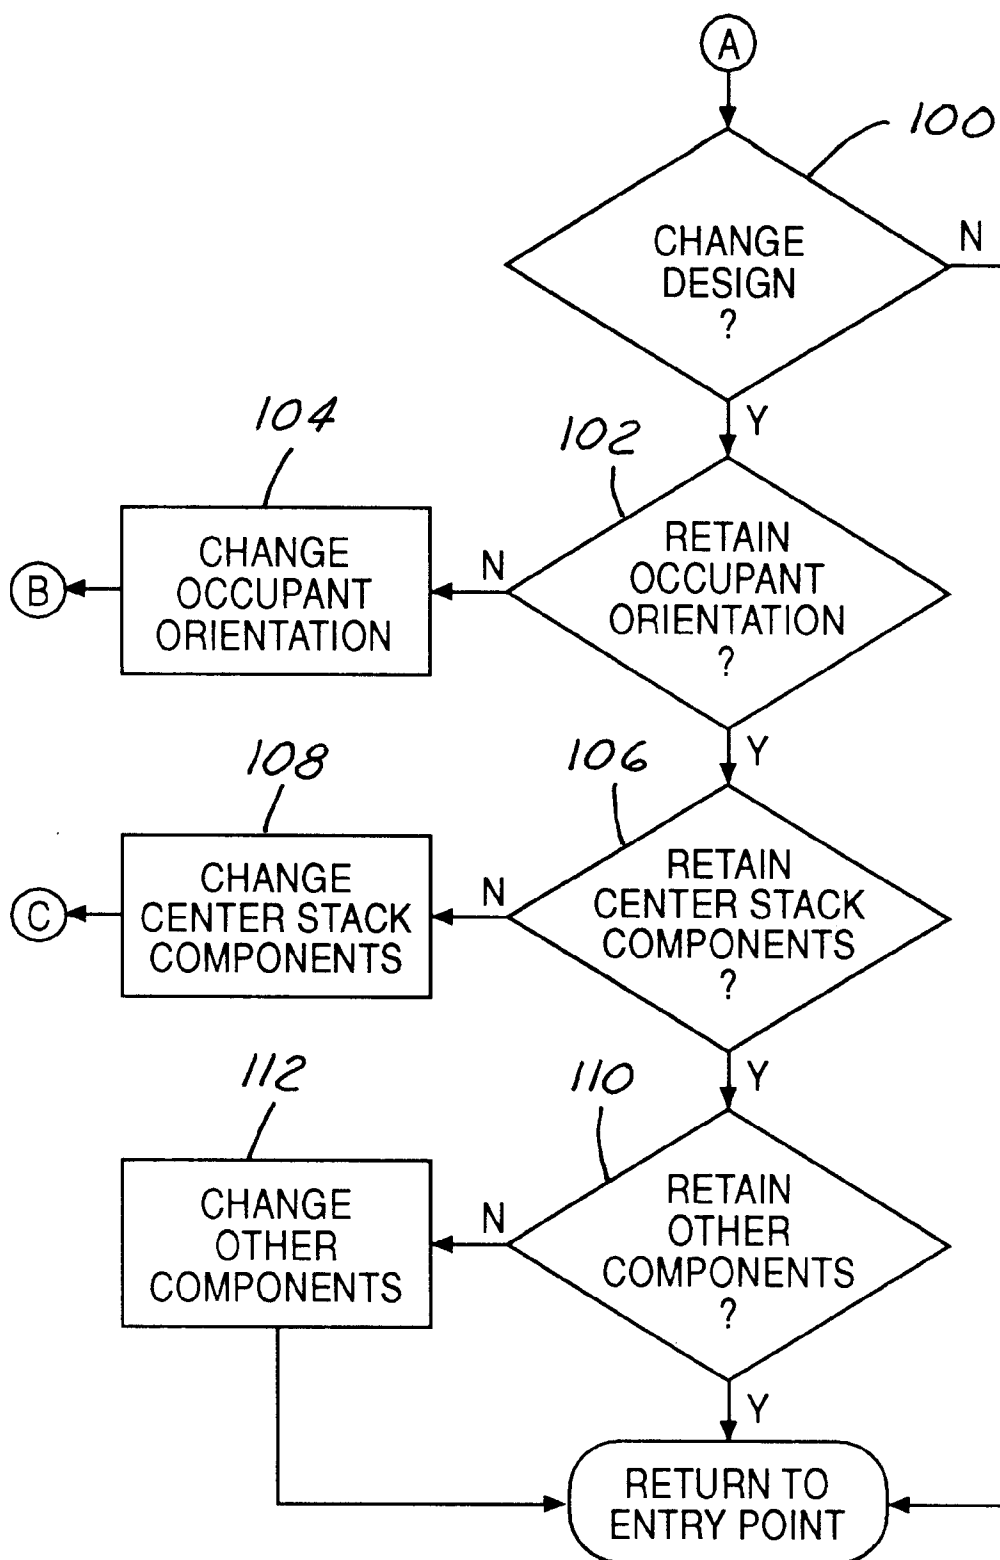 A
100
CHANGE
DESIGN
?
N
Y
104
102
CHANGE
OCCUPANT
ORIENTATION
B
N
RETAIN
OCCUPANT
ORIENTATION
?
Y
108
106
CHANGE
CENTER STACK
COMPONENTS
C
N
RETAIN
CENTER STACK
COMPONENTS
?
Y
112
110
CHANGE
OTHER
COMPONENTS
N
RETAIN
OTHER
COMPONENTS
?
Y
RETURN TO
ENTRY POINT